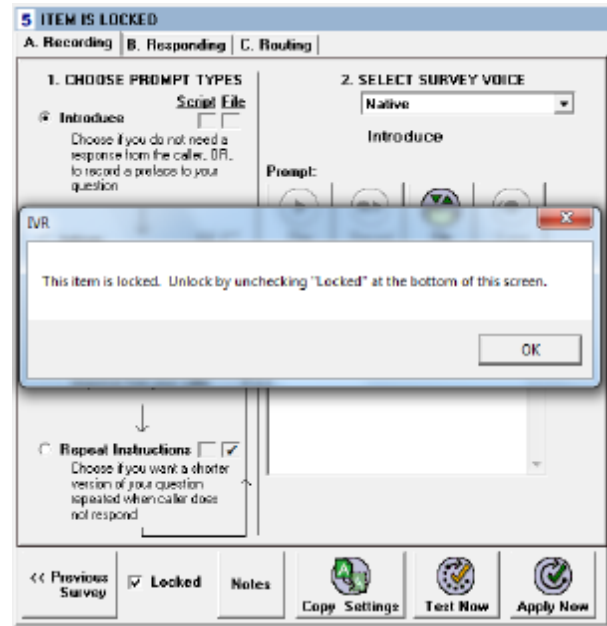 5 ITEM IS LOCKED
A. Recording B. Responding C. Routing
1. CHOOSE PROMPT TYPES
Script File
Introduce
Choose if you do not need a
response from the caller, OR,
to record a preface to your
question
2. SELECT SURVEY VOICE
Native
Introduce
Prompt:
IVR
This item is locked. Unlock by unchecking "Locked" at the bottom of this screen.
OK
Repeat Instructions
Choose if you want a shorter
version of your question
repeated when caller does
not respond
<< Previous
Survey
Locked
Notes
Copy Settings
Test Now
Apply Now